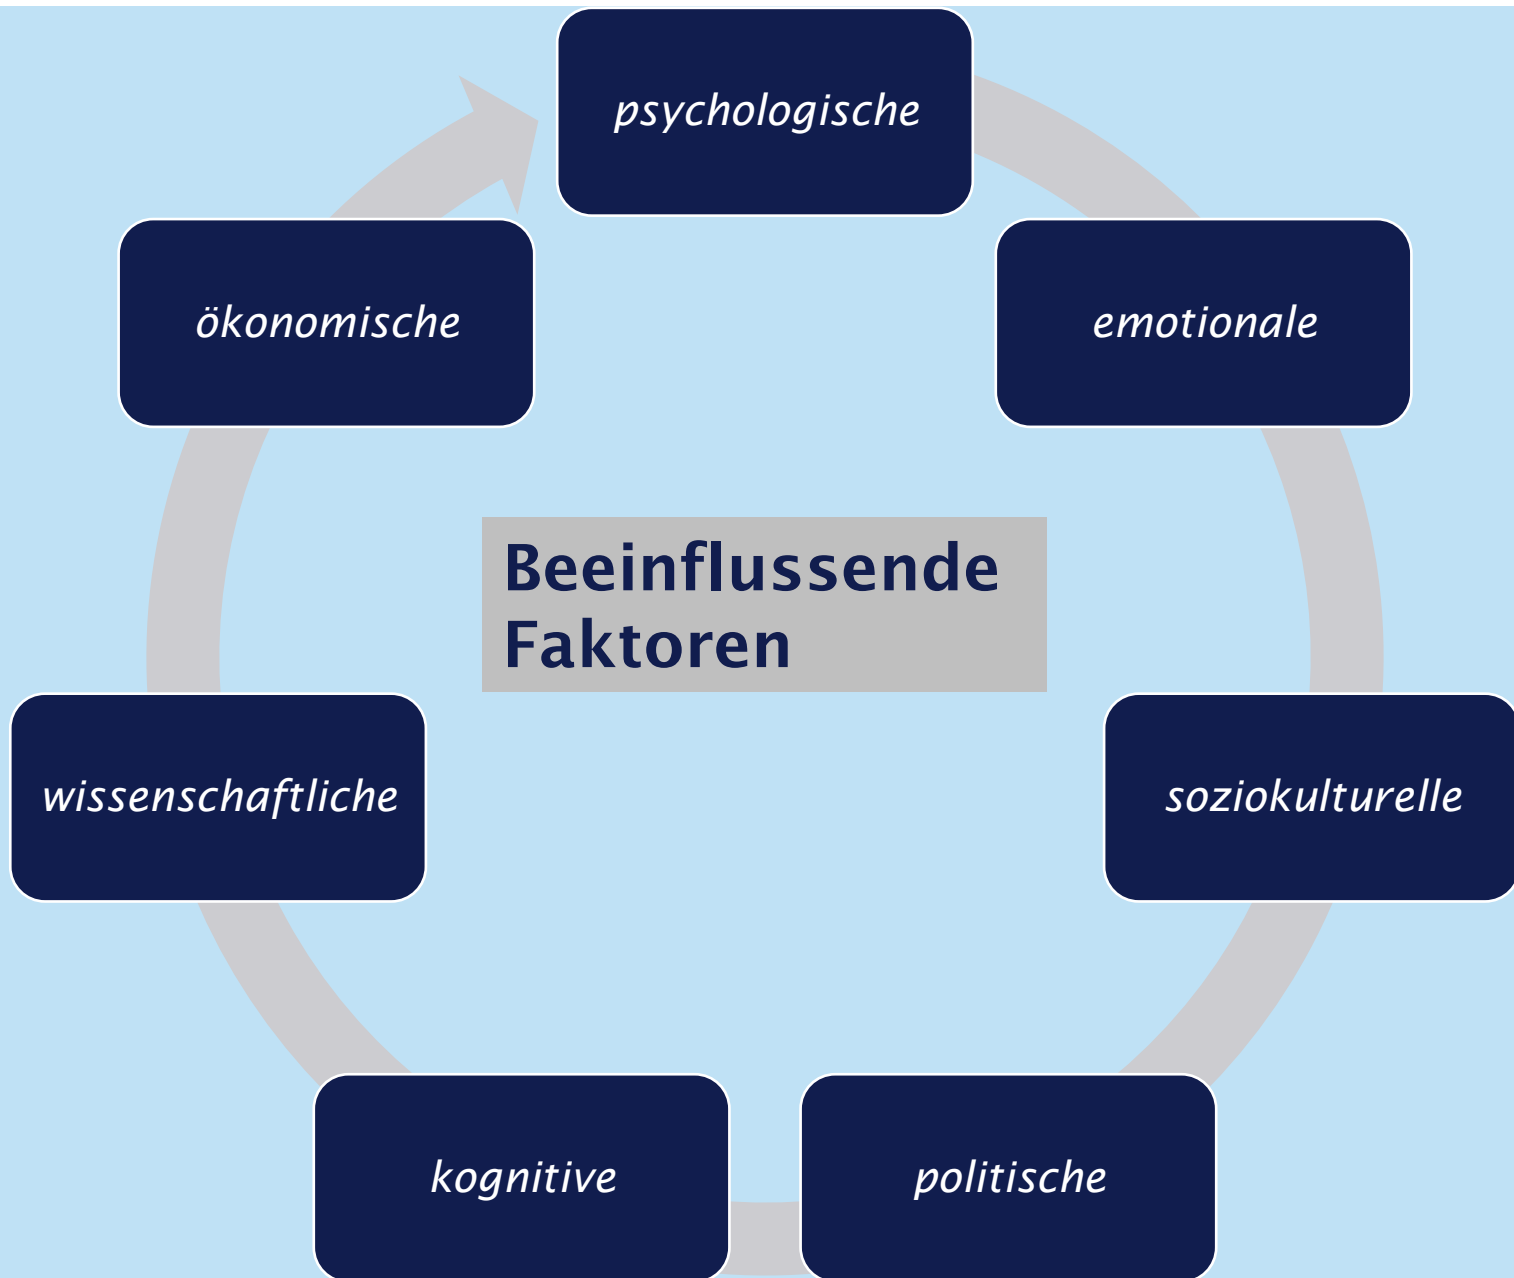 psychologische
ökonomische
emotionale
Beeinflussende
Faktoren
wissenschaftliche
soziokulturelle
kognitive
politische